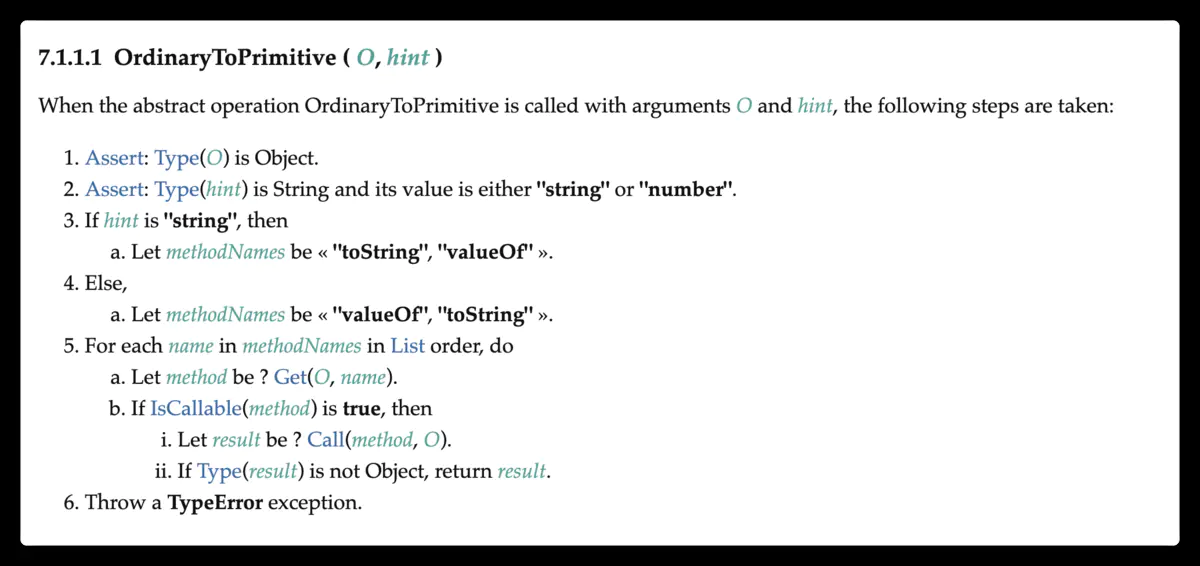 7.1.1.1 OrdinaryToPrimitive ( O, hint )
When the abstract operation OrdinaryToPrimitive is called with arguments O and hint, the following steps are taken:
1. Assert: Type(O) is Object.
2. Assert: Type(hint) is String and its value is either "string" or "number".
3. If hint is "string", then
a. Let methodNames be « "toString", "valueOf" ».
4. Else,
a. Let methodNames be « "valueOf", "toString" ».
5. For each name in methodNames in List order, do
a. Let method be ? Get(O, name).
b. If IsCallable(method) is true, then
i. Let result be ? Call(method, O).
ii. If Type(result) is not Object, return result.
6. Throw a TypeError exception.